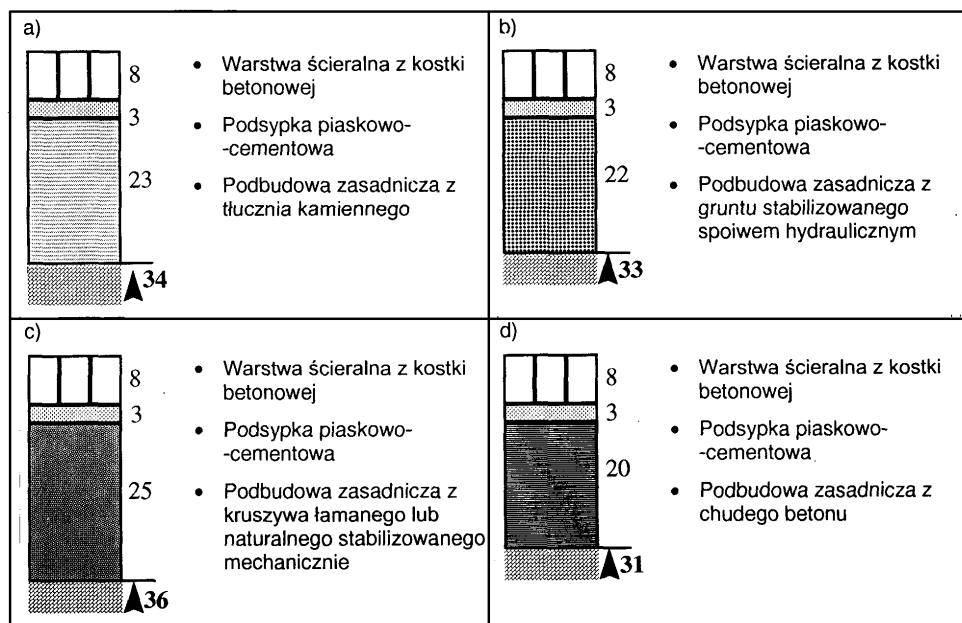 a)
8
3
23
34
• Warstwa ścieralna z kostki
betonowej
• Podsypka piaskowo-
-cementowa
• Podbudowa zasadnicza z
tłucznia kamiennego
b)
8
3
22
33
• Warstwa ścieralna z kostki
betonowej
• Podsypka piaskowo-
-cementowa
• Podbudowa zasadnicza z
gruntu stabilizowanego
spoiwem hydraulicznym
c)
8
3
25
36
• Warstwa ścieralna z kostki
betonowej
• Podsypka piaskowo-
-cementowa
• Podbudowa zasadnicza z
kruszywa łamanego lub
naturalnego stabilizowanego
mechanicznie
d)
8
3
20
31
• Warstwa ścieralna z kostki
betonowej
• Podsypka piaskowo-
-cementowa
• Podbudowa zasadnicza z
chudego betonu